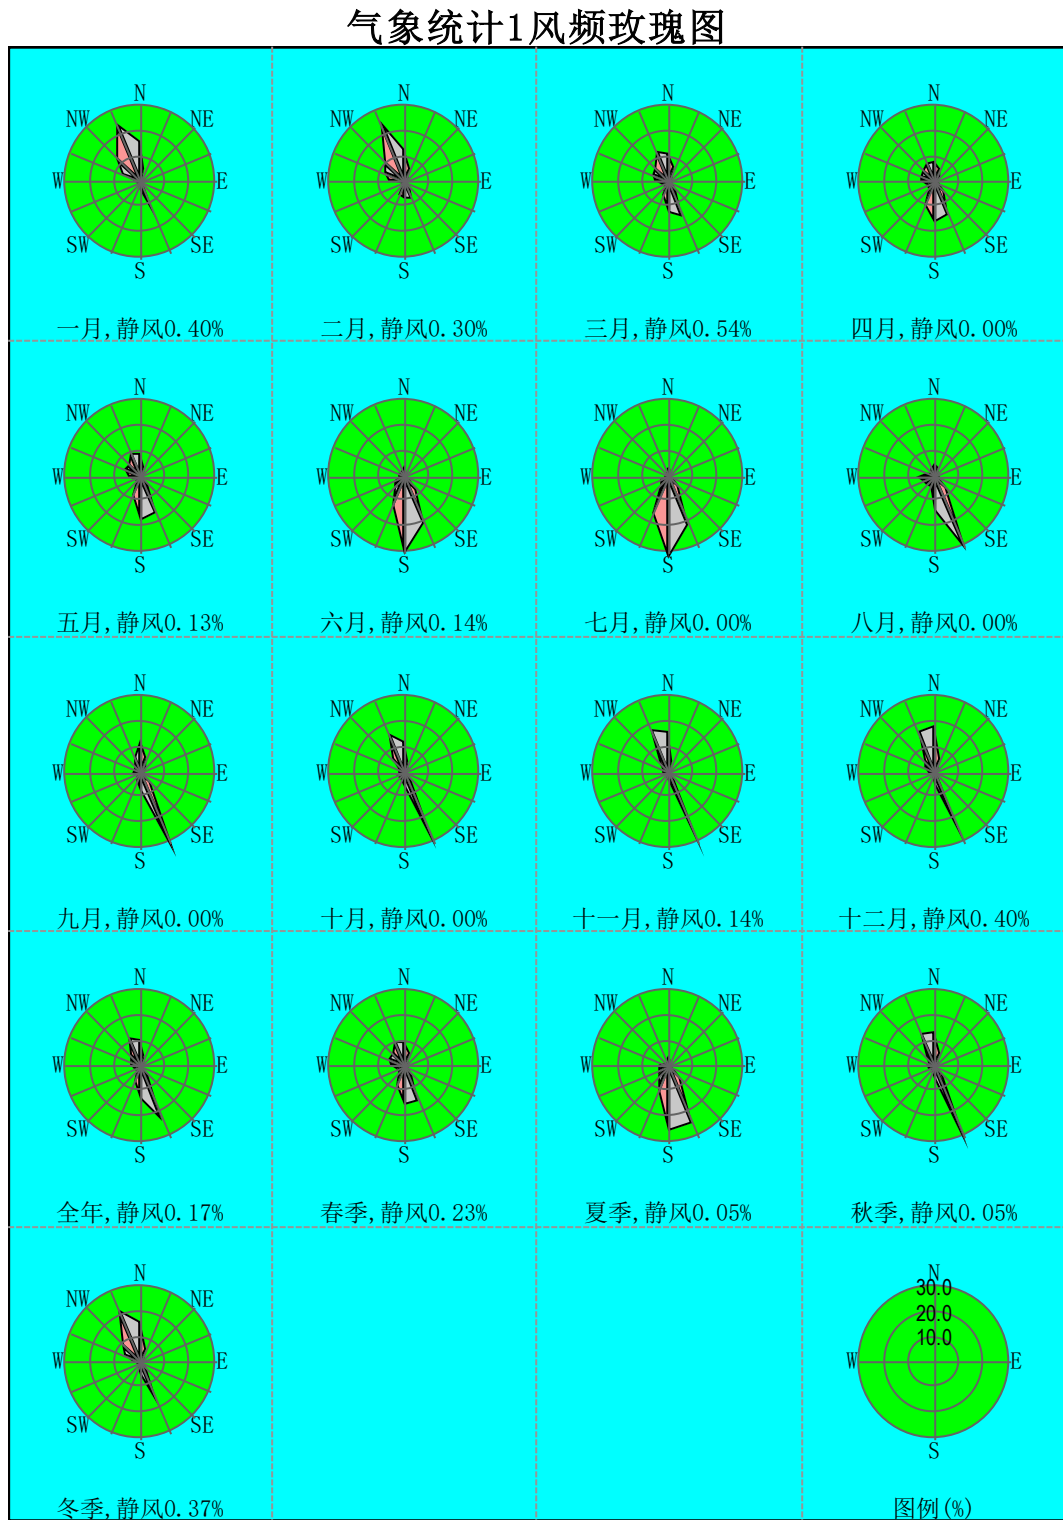 气象统计1风频玫瑰图
N N N N
NW NE NW NE NW NE NW NE
W E W E W E W E
SW SE SW SE SW SE SW SE
S S S S
一月,静风0.40% 二月,静风0.30% 三月,静风0.54% 四月,静风0.00%
N N N N
NW NE NW NE NW NE NW NE
W E W E W E W E
SW SE SW SE SW SE SW SE
S S S S
五月,静风0.13% 六月,静风0.14% 七月,静风0.00% 八月,静风0.00%
N N N N
NW NE NW NE NW NE NW NE
W E W E W E W E
SW SE SW SE SW SE SW SE
S S S S
九月,静风0.00% 十月,静风0.00% 十一月,静风0.14% 十二月,静风0.40%
N N N N
NW NE NW NE NW NE NW NE
W E W E W E W E
SW SE SW SE SW SE SW SE
S S S S
全年,静风0.17% 春季,静风0.23% 夏季,静风0.05% 秋季,静风0.05%
N N
30.0
NW NE
20.0
10.0
W E W E
SW SE
S S
冬季,静风0.37% 图例(%)